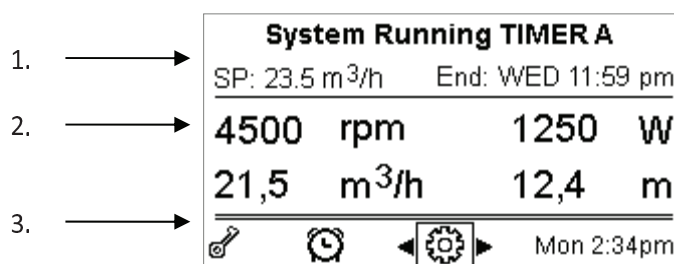 System Running TIMER A
1.
SP: 23.5 m³/h End: WED 11:59 pm
2.
4500 rpm 1250 W
21,5 m³/h 12,4 m
3.
Mon 2:34pm